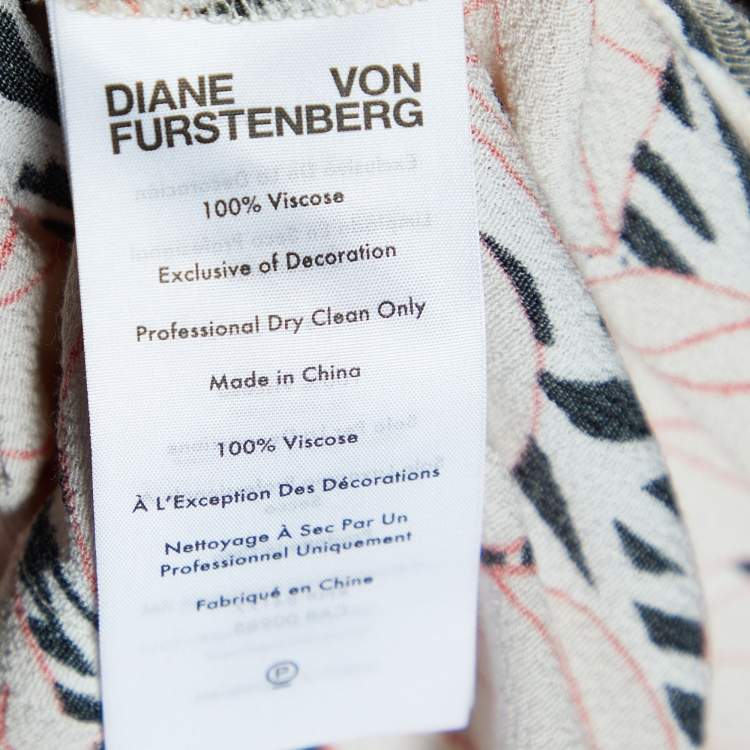 DIANE VON
FURSTENBERG
100% Viscose
Exclusive of Decoration
Professional Dry Clean Only
Made in China
100% Viscose
À L'Exception Des Décorations
Nettoyage À Sec Par Un
Professionnel Uniquement
Fabriqué en Chine
P